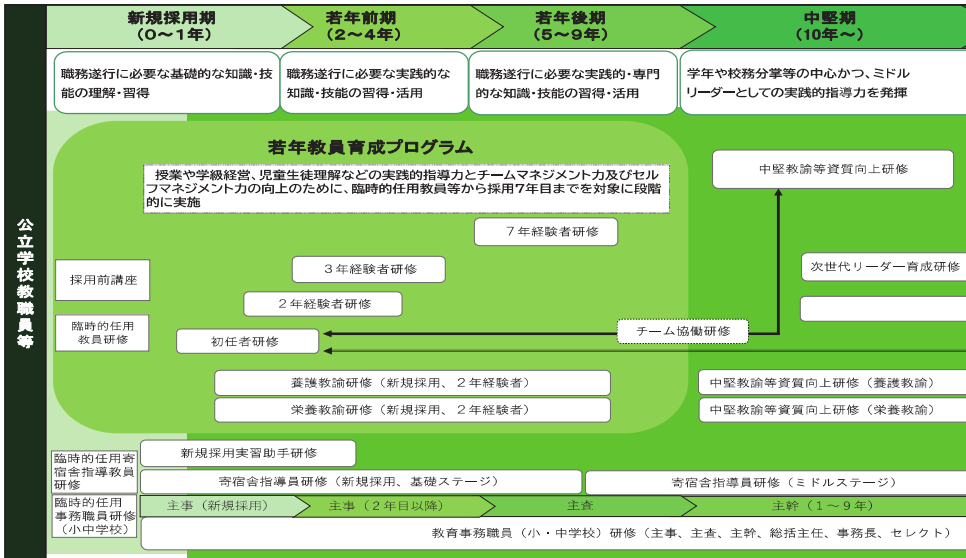 新規採用期
（0～1年）
若年前期
（2～4年）
若年後期
（5～9年）
中堅期
（10年～）
職務遂行に必要な基礎的な知識・技
能の理解・習得
職務遂行に必要な実践的な
知識・技能の習得・活用
職務遂行に必要な実践的・専門
的な知識・技能の習得・活用
学年や校務分掌等の中心かつ、ミドル
リーダーとしての実践的指導力を発揮
公立学校教職員等
若年教員育成プログラム
授業や学級経営、児童生徒理解などの実践的指導力とチームマネジメント力及びセル
フマネジメント力の向上のために、臨時的任用教員等から採用7年目までを対象に段階
的に実施
中堅教諭等資質向上研修
７年経験者研修
３年経験者研修
次世代リーダー育成研修
採用前講座
２年経験者研修
臨時的任用
教員研修
チーム協働研修
初任者研修
養護教諭研修（新規採用、２年経験者）
中堅教諭等資質向上研修（養護教諭）
栄養教諭研修（新規採用、２年経験者）
中堅教諭等資質向上研修（栄養教諭）
新規採用実習助手研修
臨時的任用寄
宿舎指導教員
研修
寄宿舎指導員研修（新規採用、基礎ステージ）
寄宿舎指導員研修（ミドルステージ）
臨時的任用
事務職員研修
（小中学校）
主事（新規採用）
主事（２年目以降）
主査
主幹（１～９年）
教育事務職員（小・中学校）研修（主事、主査、主幹、総括主任、事務長、セレクト）